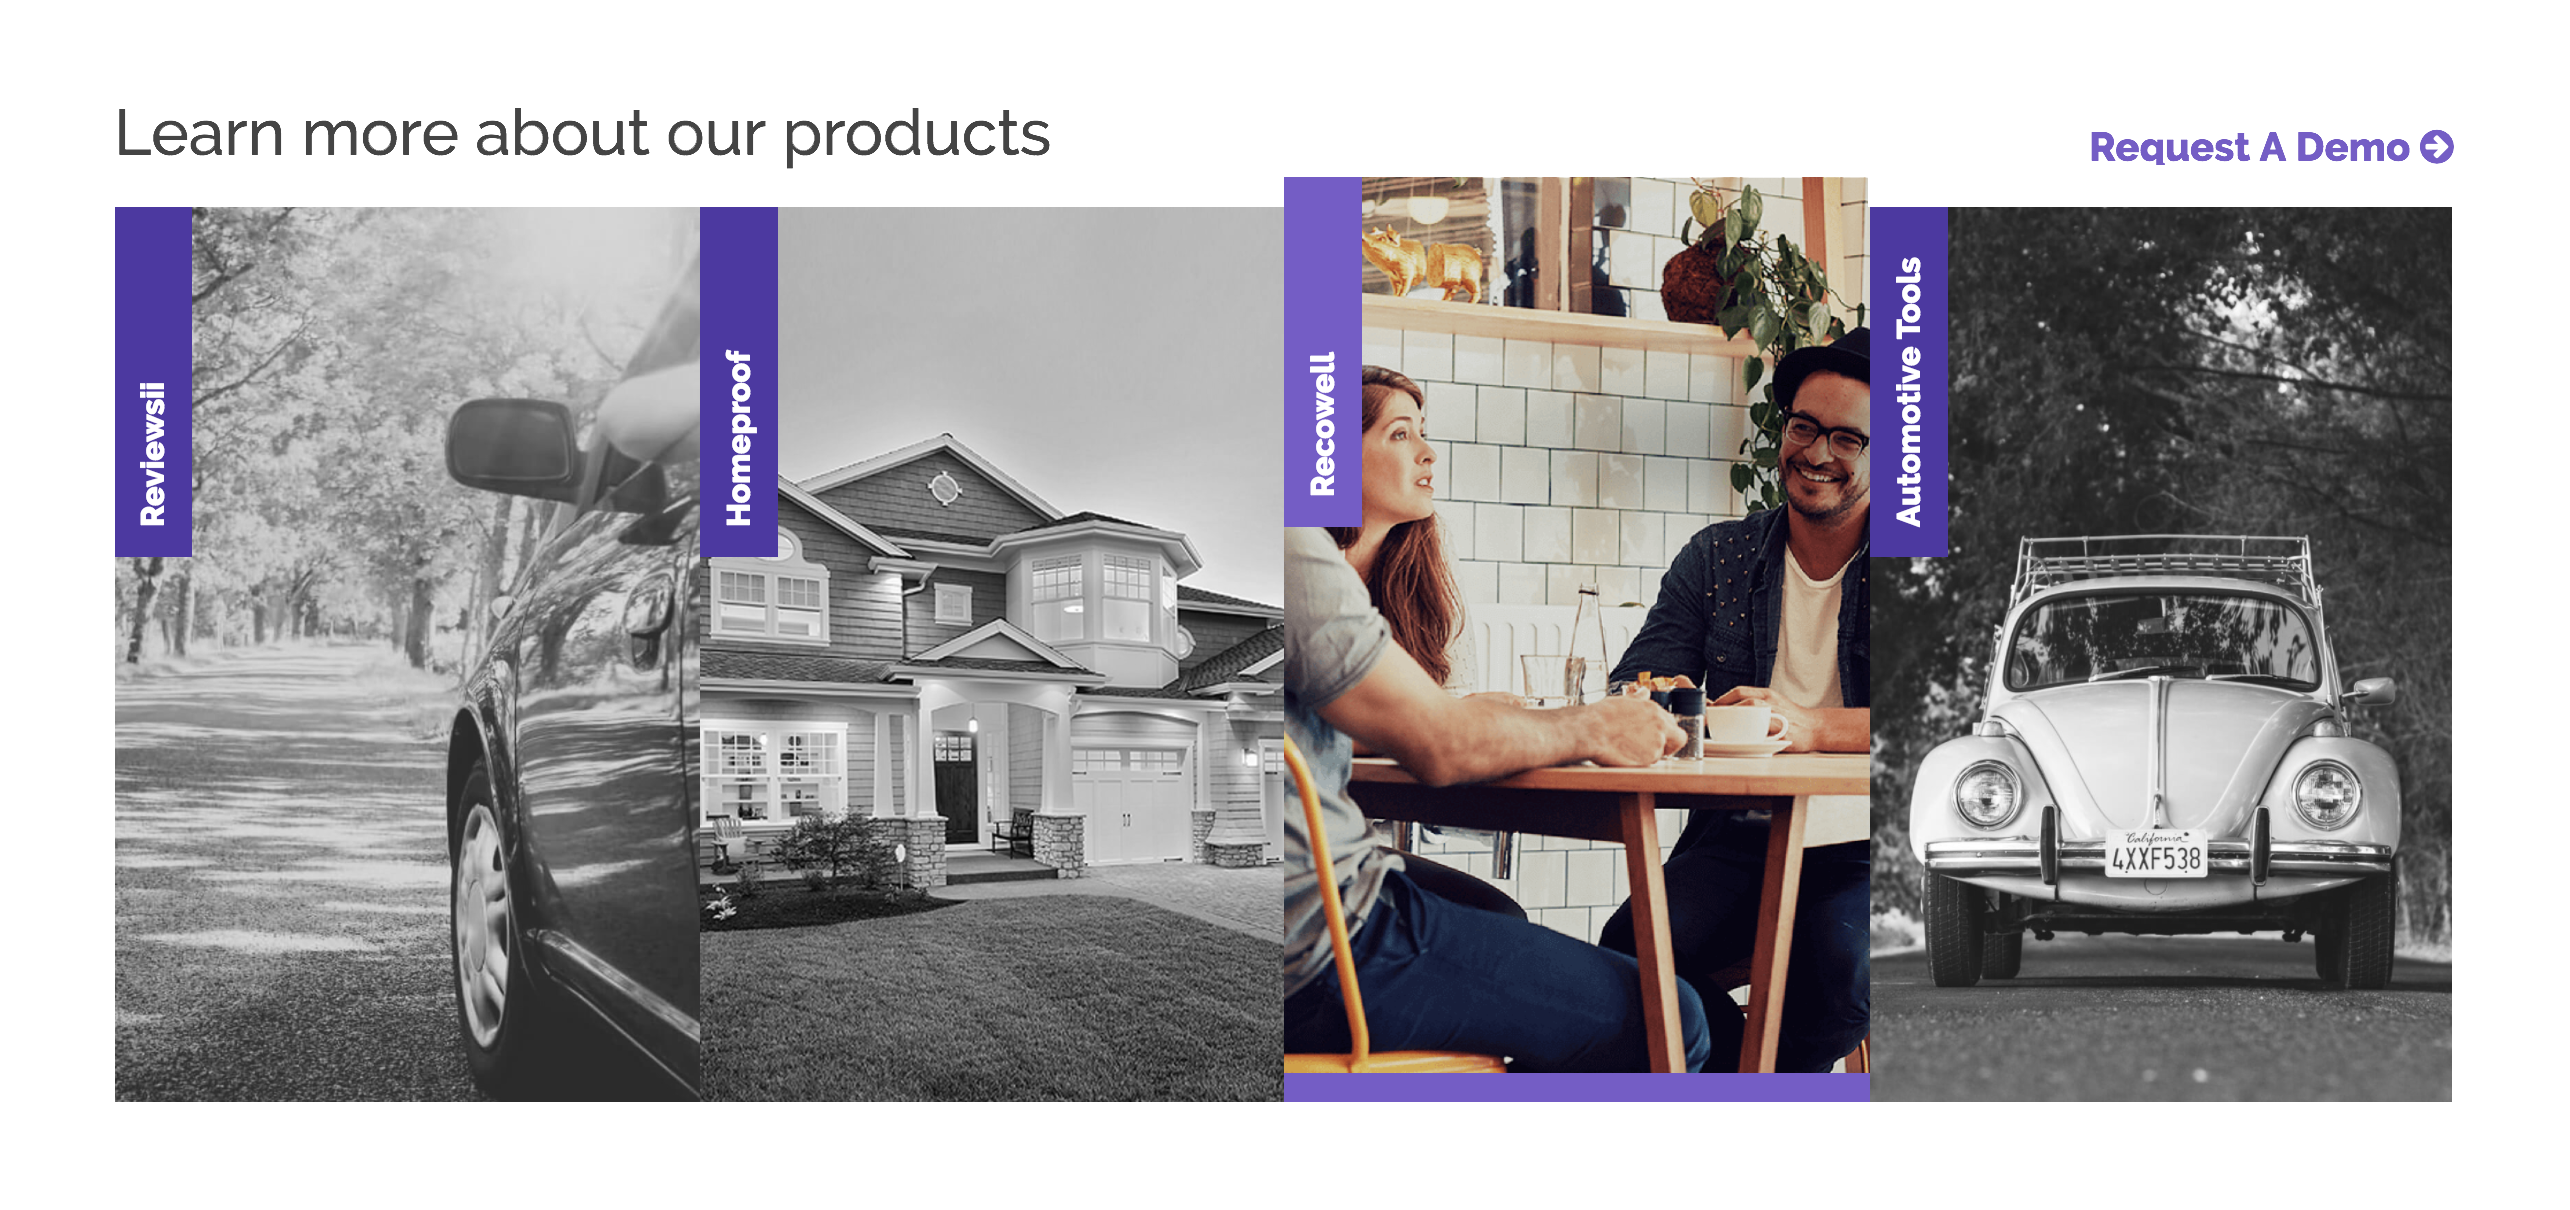 Learn more about our products
Request A Demo
Reviewsii
Homeproof
Recowell
Automotive Tools
California
4XXF538